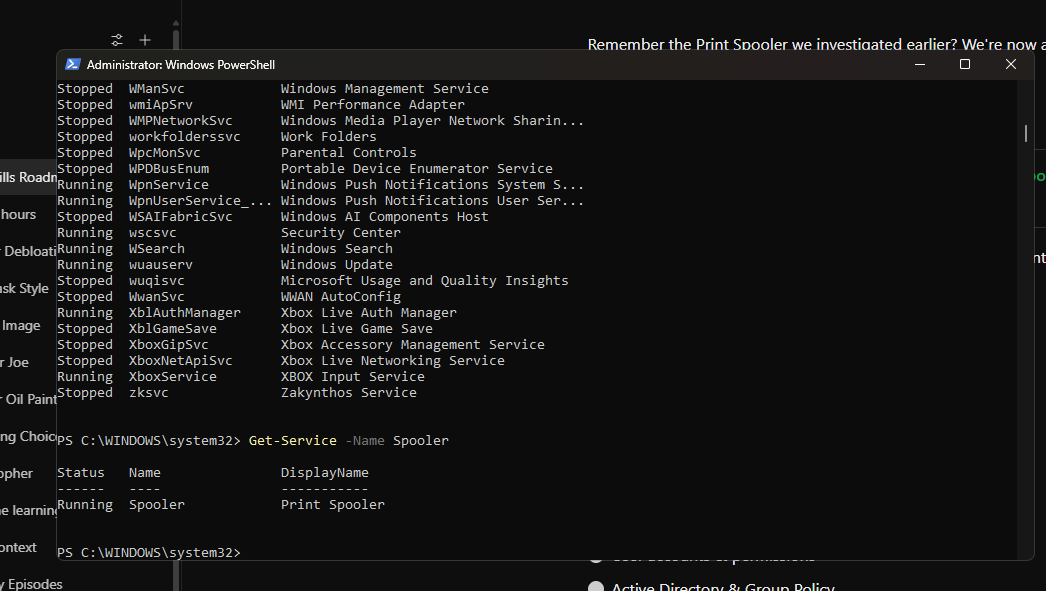 Remember the Print Spooler we investigated earlier? We're now
Administrator: Windows PowerShell
Stopped WManSvc Windows Management Service
Stopped wmiApSrv WMI Performance Adapter
Stopped WMPNetworkSvc Windows Media Player Network Sharin...
Stopped workfolderssvc Work Folders
Stopped WpcMonSvc Parental Controls
Stopped WPDBusEnum Portable Device Enumerator Service
Running WpnService Windows Push Notifications System S...
Running WpnUserService_... Windows Push Notifications User Ser...
Stopped WSAIFabricSvc Windows AI Components Host
Running wscsvc Security Center
Running WSearch Windows Search
Running wuauserv Windows Update
Stopped wuqisvc Microsoft Usage and Quality Insights
Stopped WwanSvc WWAN AutoConfig
Running XblAuthManager Xbox Live Auth Manager
Stopped XblGameSave Xbox Live Game Save
Stopped XboxGipSvc Xbox Accessory Management Service
Stopped XboxNetApiSvc Xbox Live Networking Service
Running XboxService XBOX Input Service
Stopped zksvc Zakynthos Service
PS C:\WINDOWS\system32> Get-Service -Name Spooler
Status Name DisplayName
------ ---- -----------
Running Spooler Print Spooler
PS C:\WINDOWS\system32>
hours
Style
Image
Joe
Oil
Episodes
Active Directory & Group Policy